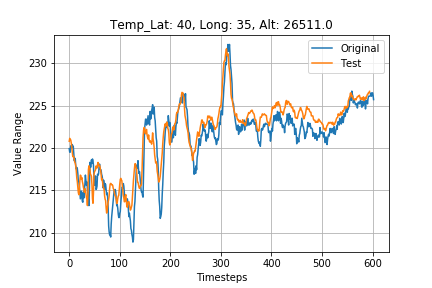 Temp_Lat: 40, Long: 35, Alt: 26511.0
Original
Test
Value Range
230
225
220
215
210
0 100 200 300 400 500 600
Timesteps